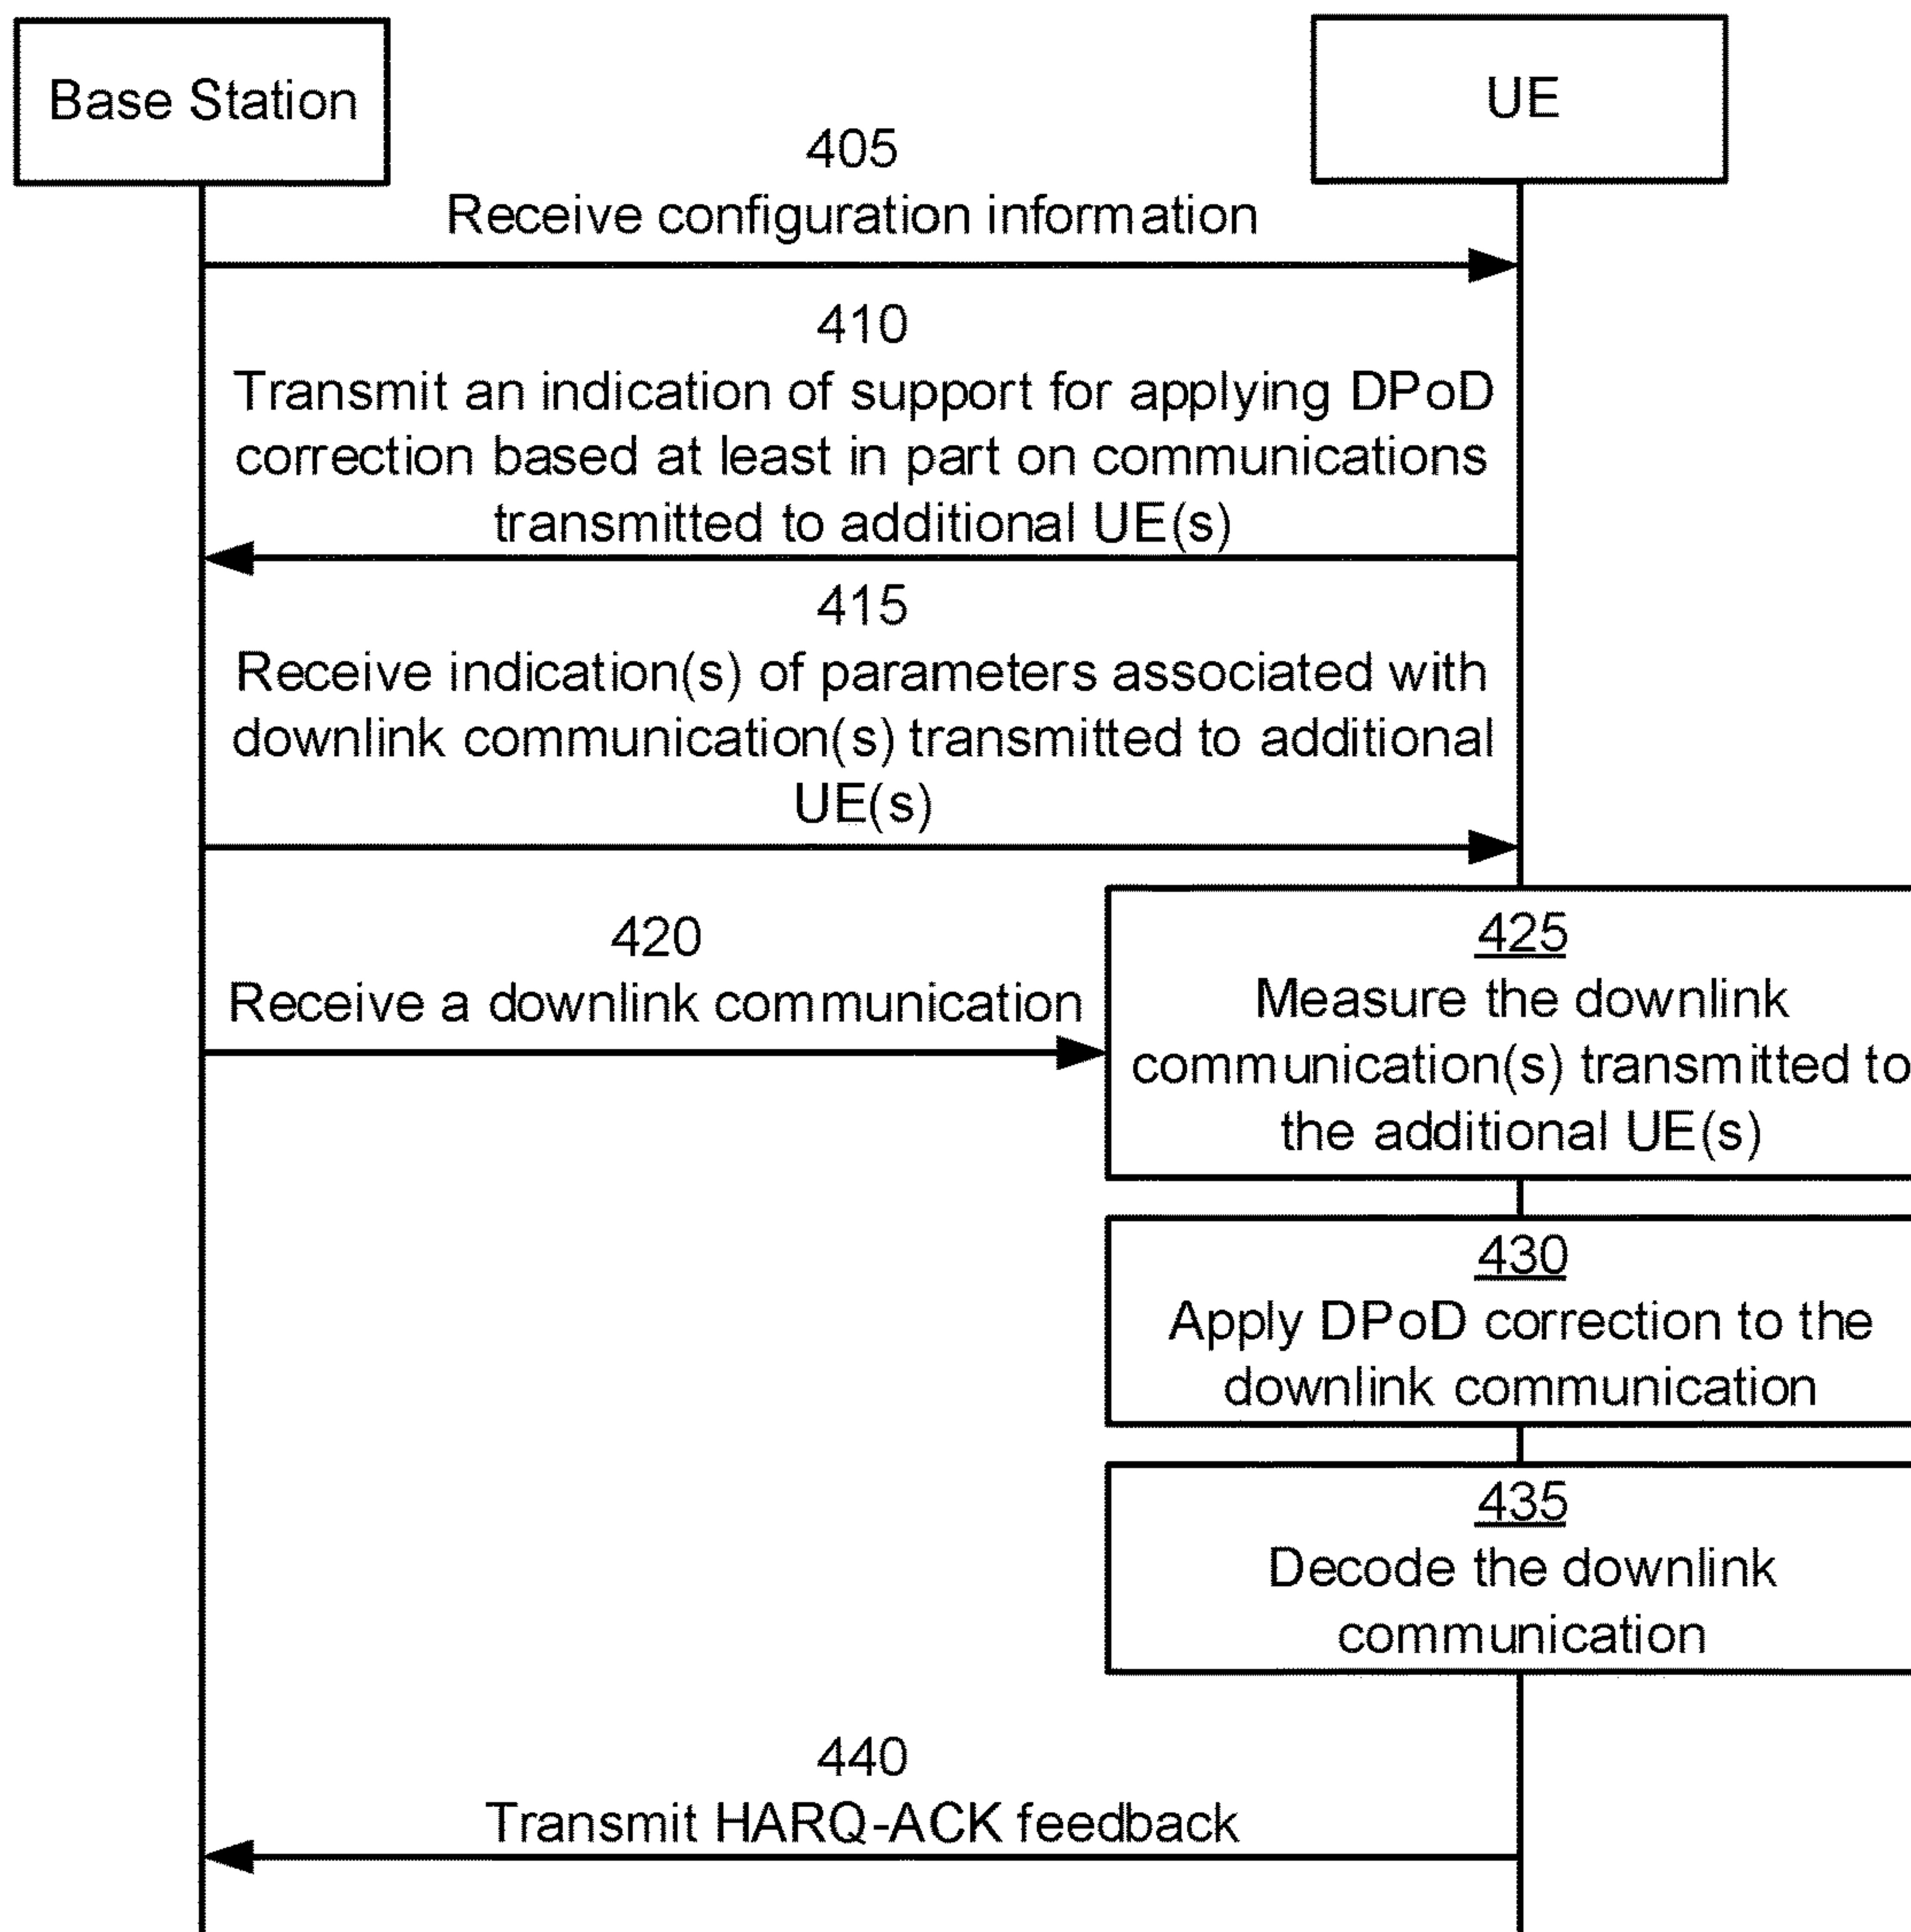 Base Station
UE
405
Receive configuration information
410
Transmit an indication of support for applying DPoD
correction based at least in part on communications
transmitted to additional UE(s)
415
Receive indication(s) of parameters associated with
downlink communication(s) transmitted to additional
UE(s)
420
Receive a downlink communication
425
Measure the downlink
communication(s) transmitted to
the additional UE(s)
430
Apply DPoD correction to the
downlink communication
435
Decode the downlink
communication
440
Transmit HARQ-ACK feedback